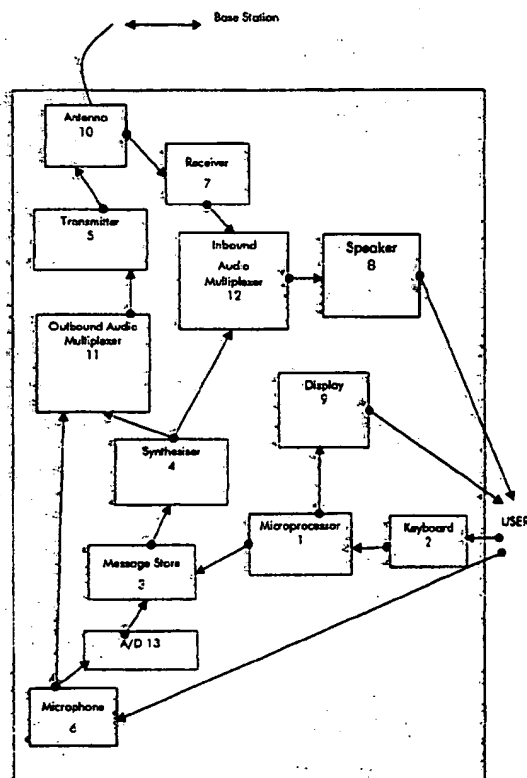 Base Station
Antenna
10
Receiver
7
Transmitter
5
Inbound
Audio
Multiplexer
12
Speaker
8
Outbound Audio
Multiplexer
11
Display
9
Synthesiser
4
Microprocessor
1
Keyboard
2
USER
Message Store
3
A/D 13
Microphone
6